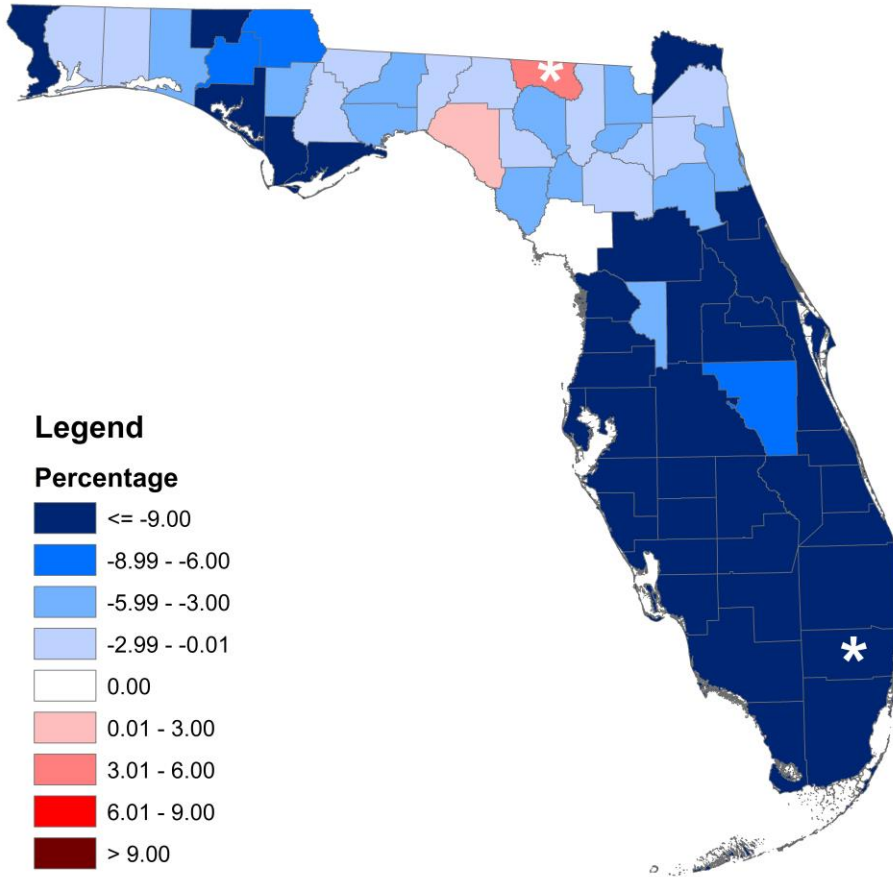 *
*
Legend
Percentage
<= -9.00
-8.99 - -6.00
-5.99 - -3.00
-2.99 - -0.01
0.00
0.01 - 3.00
3.01 - 6.00
6.01 - 9.00
> 9.00